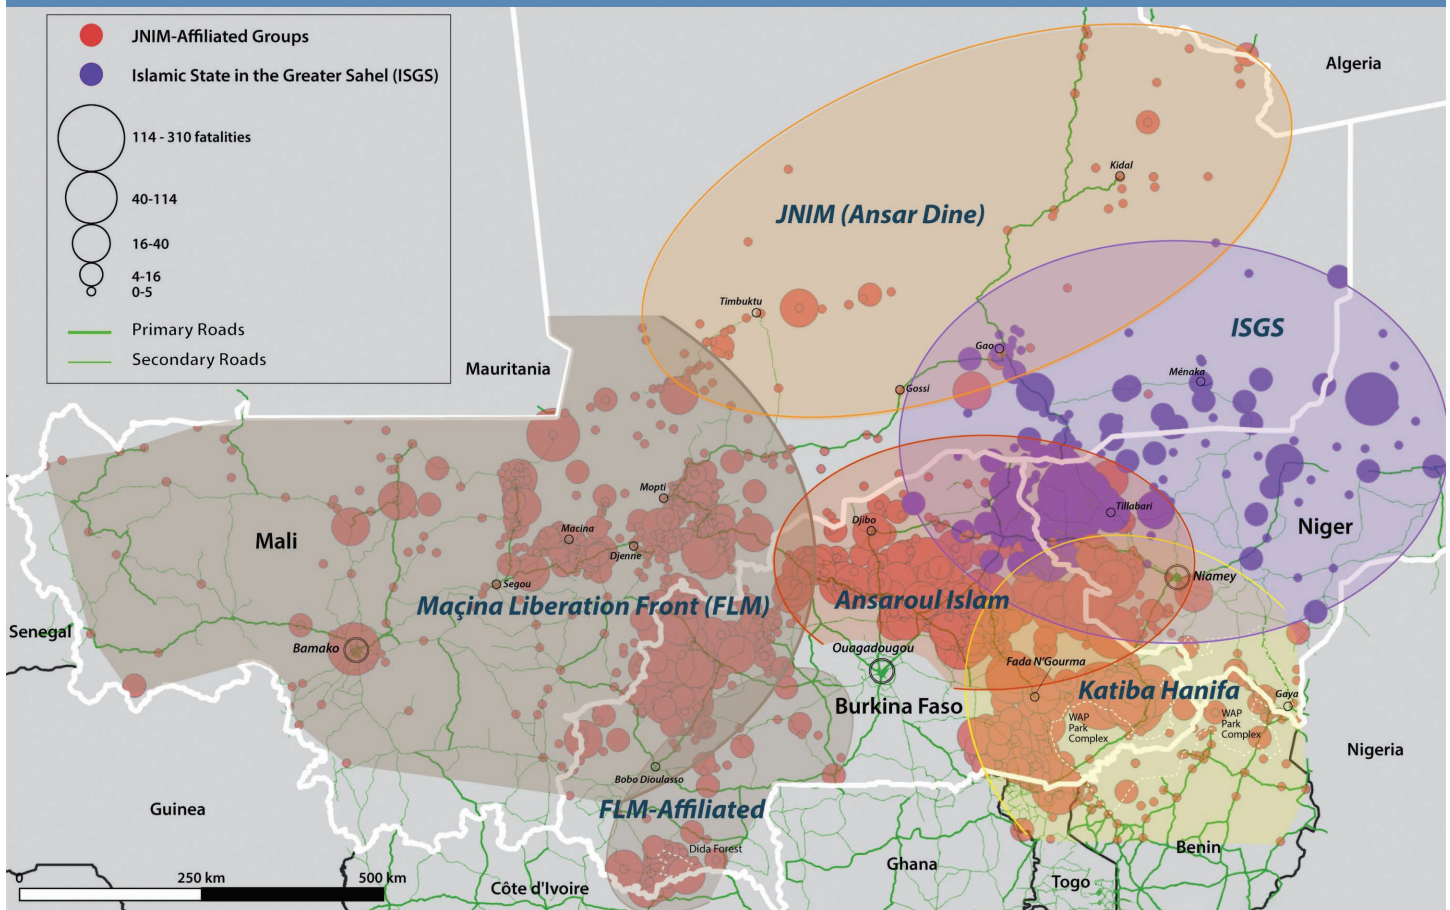 JNIM-Affiliated Groups
Islamic State in the Greater Sahel (ISGS)
114 - 310 fatalities
40-114
16-40
4-16
0-5
Primary Roads
Secondary Roads
Algeria
Kidal
JNIM (Ansar Dine)
Timbuktu
ISGS
Gao
Mauritania
Ménaka
Gossi
Mopti
Tillabari
Djibo
Niger
Macina
Mali
Djenne
Niamey
Segou
Maçina Liberation Front (FLM)
Ansaroul Islam
Senegal
Bamako
Ouagadougou
Fada N'Gourma
Katiba Hanifa
Gaya
Burkina Faso
WAP
Park
Complex
WAP
Park
Complex
Nigeria
Bobo Dioulasso
Guinea
FLM-Affiliated
Dida Forest
Benin
Ghana
Togo
Côte d'Ivoire
0
250 km
500 km